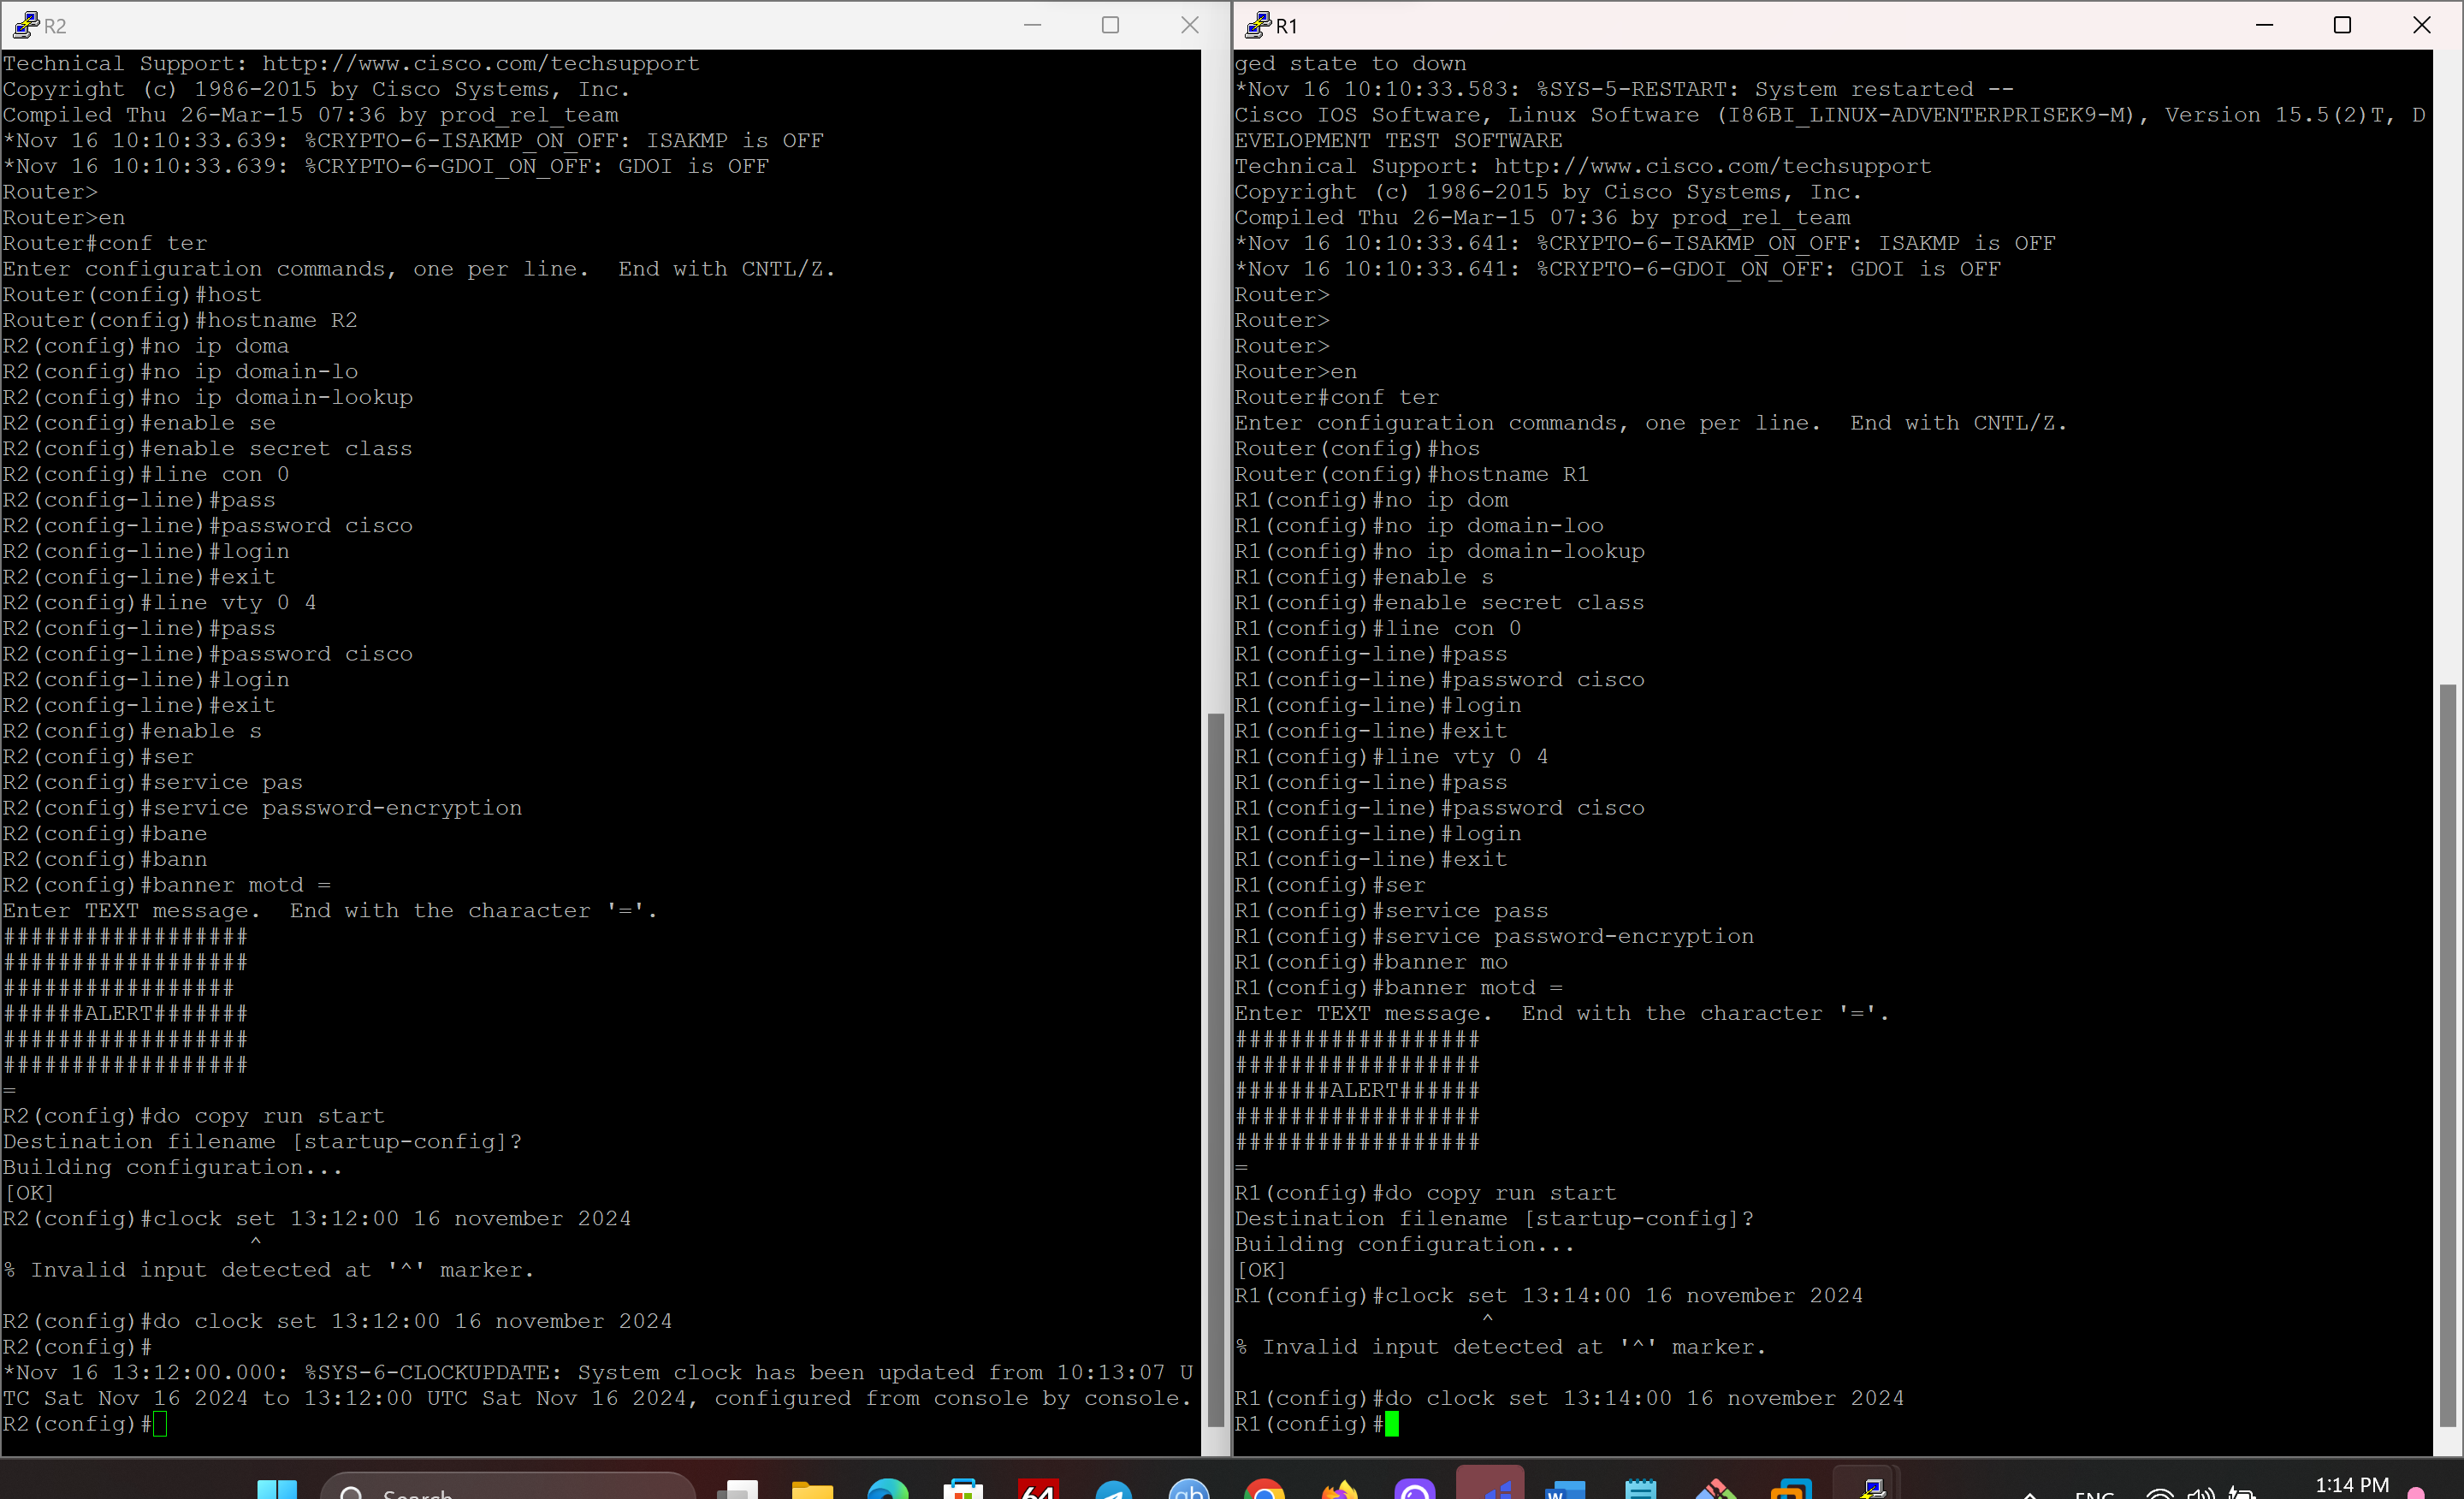 R2
Technical Support: http://www.cisco.com/techsupport
Copyright (c) 1986-2015 by Cisco Systems, Inc.
Compiled Thu 26-Mar-15 07:36 by prod_rel_team
*Nov 16 10:10:33.639: %CRYPTO-6-ISAKMP_ON_OFF: ISAKMP is OFF
*Nov 16 10:10:33.639: %CRYPTO-6-GDOI_ON_OFF: GDOI is OFF
Router>
Router>en
Router#conf ter
Enter configuration commands, one per line.  End with CNTL/Z.
Router(config)#host
Router(config)#hostname R2
R2(config)#no ip doma
R2(config)#no ip domain-lo
R2(config)#no ip domain-lookup
R2(config)#enable se
R2(config)#enable secret class
R2(config)#line con 0
R2(config-line)#pass
R2(config-line)#password cisco
R2(config-line)#login
R2(config-line)#exit
R2(config)#line vty 0 4
R2(config-line)#pass
R2(config-line)#password cisco
R2(config-line)#login
R2(config-line)#exit
R2(config)#enable s
R2(config)#ser
R2(config)#service pas
R2(config)#service password-encryption
R2(config)#bane
R2(config)#bann
R2(config)#banner motd =
Enter TEXT message.  End with the character '='.
##################
##################
#################
######ALERT#######
##################
##################
=
R2(config)#do copy run start
Destination filename [startup-config]?
Building configuration...
[OK]
R2(config)#clock set 13:12:00 16 november 2024
^
% Invalid input detected at '^' marker.
R2(config)#do clock set 13:12:00 16 november 2024
R2(config)#
*Nov 16 13:12:00.000: %SYS-6-CLOCKUPDATE: System clock has been updated from 10:13:07 U
TC Sat Nov 16 2024 to 13:12:00 UTC Sat Nov 16 2024, configured from console by console.
R2(config)#
R1
ged state to down
*Nov 16 10:10:33.583: %SYS-5-RESTART: System restarted --
Cisco IOS Software, Linux Software (I86BI_LINUX-ADVENTERPRISEK9-M), Version 15.5(2)T, D
EVELOPMENT TEST SOFTWARE
Technical Support: http://www.cisco.com/techsupport
Copyright (c) 1986-2015 by Cisco Systems, Inc.
Compiled Thu 26-Mar-15 07:36 by prod_rel_team
*Nov 16 10:10:33.641: %CRYPTO-6-ISAKMP_ON_OFF: ISAKMP is OFF
*Nov 16 10:10:33.641: %CRYPTO-6-GDOI_ON_OFF: GDOI is OFF
Router>
Router>
Router>
Router>en
Router#conf ter
Enter configuration commands, one per line.  End with CNTL/Z.
Router(config)#hos
Router(config)#hostname R1
R1(config)#no ip dom
R1(config)#no ip domain-loo
R1(config)#no ip domain-lookup
R1(config)#enable s
R1(config)#enable secret class
R1(config)#line con 0
R1(config-line)#pass
R1(config-line)#password cisco
R1(config-line)#login
R1(config-line)#exit
R1(config)#line vty 0 4
R1(config-line)#pass
R1(config-line)#password cisco
R1(config-line)#login
R1(config-line)#exit
R1(config)#ser
R1(config)#service pass
R1(config)#service password-encryption
R1(config)#banner mo
R1(config)#banner motd =
Enter TEXT message.  End with the character '='.
##################
##################
#######ALERT######
##################
##################
=
R1(config)#do copy run start
Destination filename [startup-config]?
Building configuration...
[OK]
R1(config)#clock set 13:14:00 16 november 2024
^
% Invalid input detected at '^' marker.
R1(config)#do clock set 13:14:00 16 november 2024
R1(config)#
Search
64
qb
W
ENG
1:14 PM